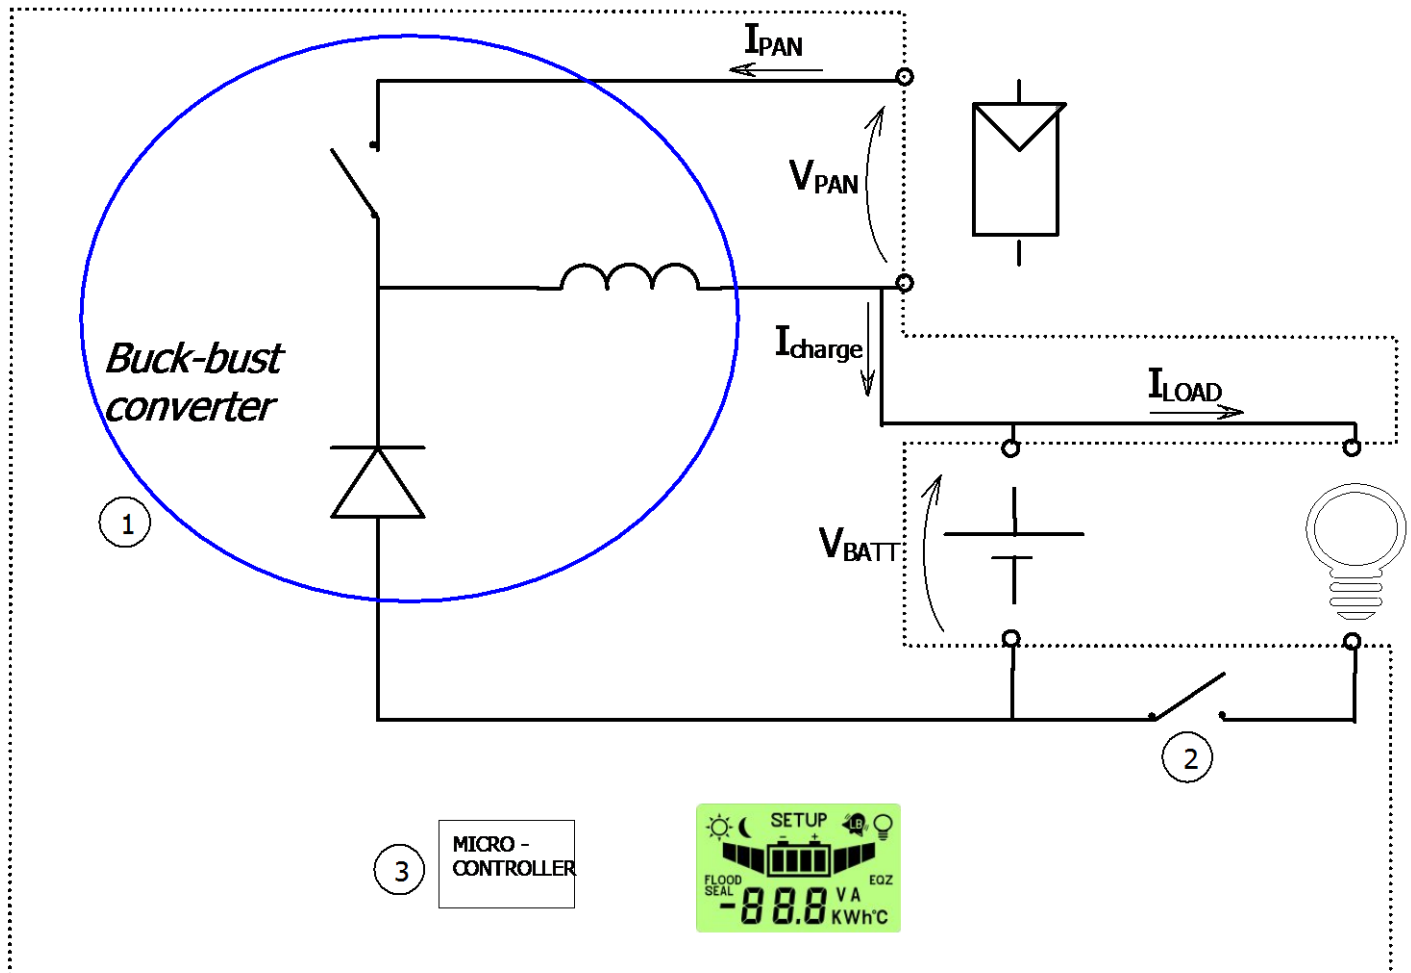 IPAN
VPAN
Icharge
Buck-bust
converter
ILOAD
1
VBATT
2
3
MICRO -
CONTROLLER
SETUP
LB
- +
FLOOD
SEAL
EQZ
-88.8
V A
KWh°C